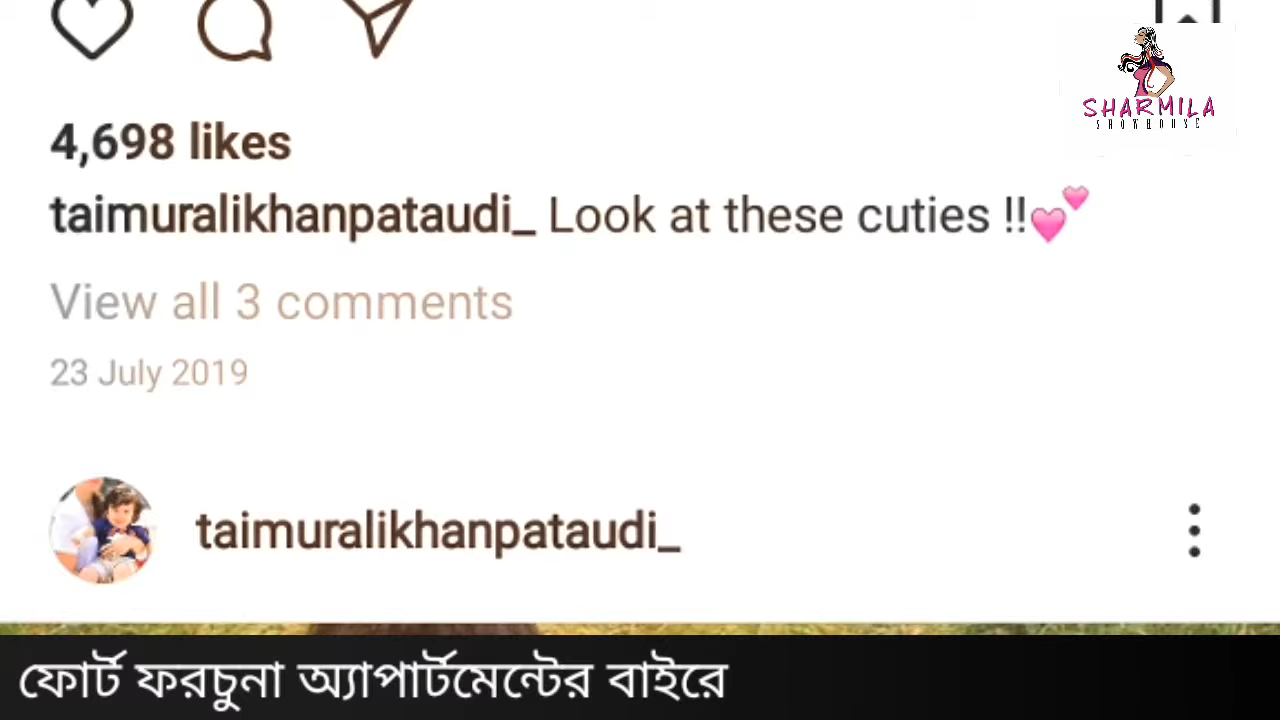 SHARMILA
SHOWHOUSE
4,698 likes
taimuralikhanpataudi_ Look at these cuties !!💕
View all 3 comments
23 July 2019
taimuralikhanpataudi_
ফোর্ট ফরচুনা অ্যাপার্টমেন্টের বাইরে